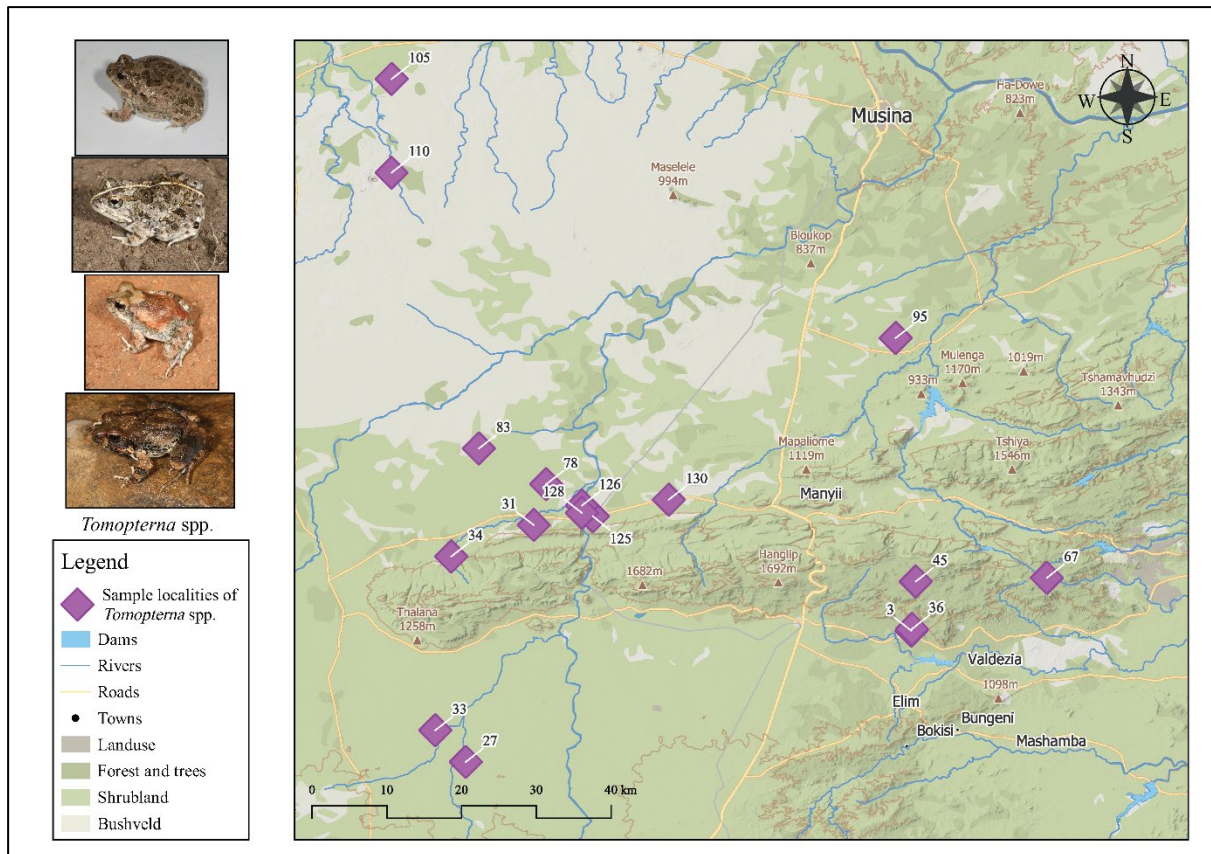 Tomopterna spp.
Legend
Sample localities of
Tomopterna spp.
Dams
Rivers
Roads
Towns
Landuse
Forest and trees
Shrubland
Bushveld
105
110
Musina
Ha-Dowe
823m
N
W
E
S
Maselele
994m
Bloukop
837m
95
Mulenga
1170m
1019m
933m
Tshamavhudzi
1343m
83
78
126
128
130
31
125
34
Mapaliome
1119m
Manyii
Tshiya
1546m
1682m
Hanglip
1692m
Thalana
1258m
45
67
3
36
Valdezia
1098m
Elim
Bungeni
Bokisi
Mashamba
33
27
0
10
20
30
40 km